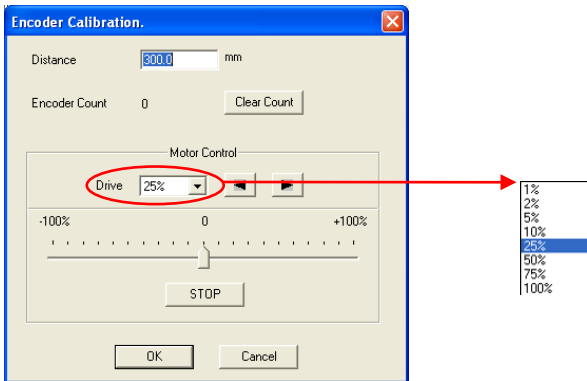 Encoder Calibration.
Distance 300.0 mm
Encoder Count 0 Clear Count
Motor Control
Drive 25%
-100% 0 +100%
STOP
OK Cancel
1%
2%
5%
10%
25%
50%
75%
100%